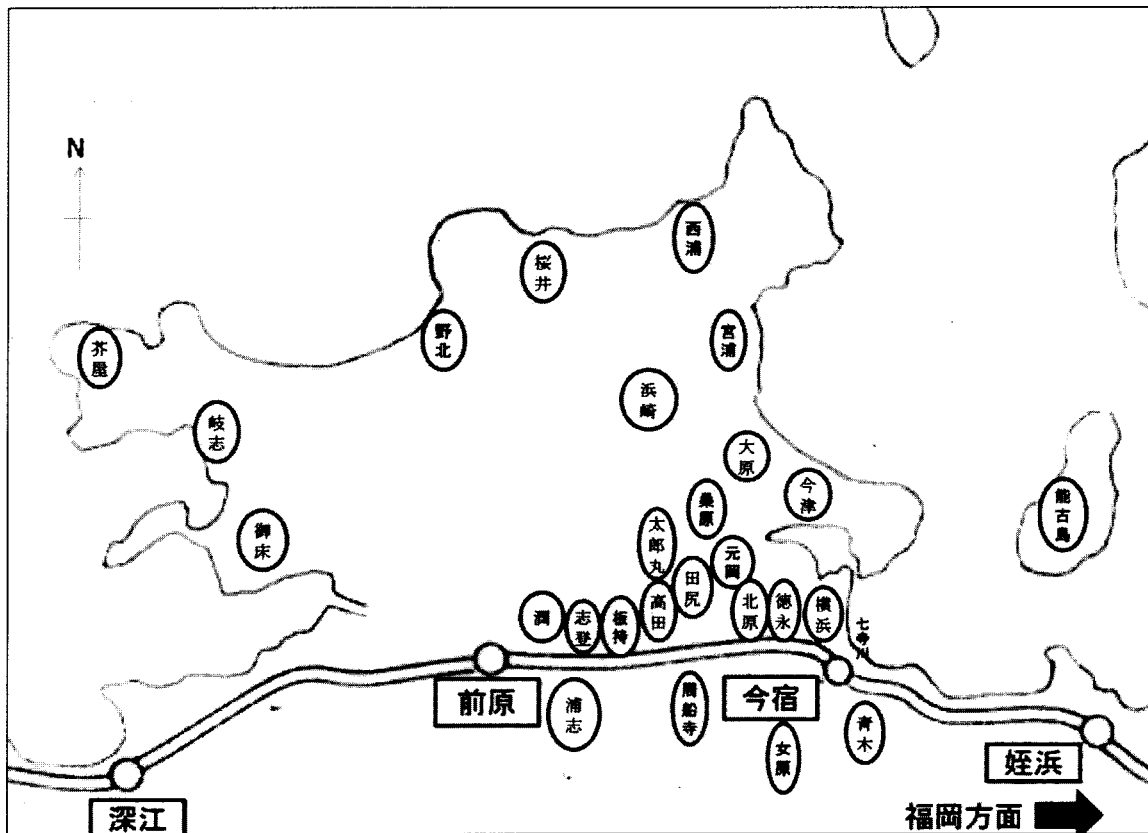 N
西浦
桜井
野北
宮浦
芥屋
浜崎
岐志
大原
今津
桑原
能古島
御床
太郎丸
元岡
田尻
高田
北原
徳永
横浜
潤
志登
板持
七寺川
前原
浦志
周船寺
今宿
女原
青木
姪浜
深江
福岡方面